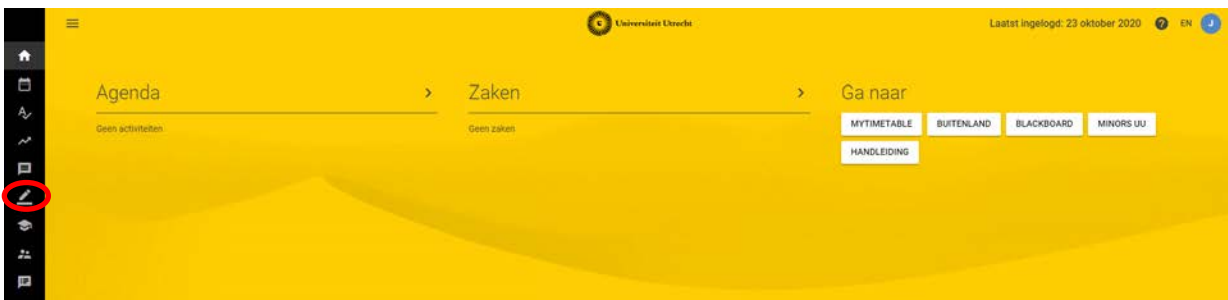 Universiteit Utrecht
Laatst ingelogd: 23 oktober 2020 ? EN J
Agenda
Geen activiteiten
Zaken
Geen zaken
Ga naar
MYTIMETABLE BUITENLAND BLACKBOARD MINORS UU
HANDLEIDING